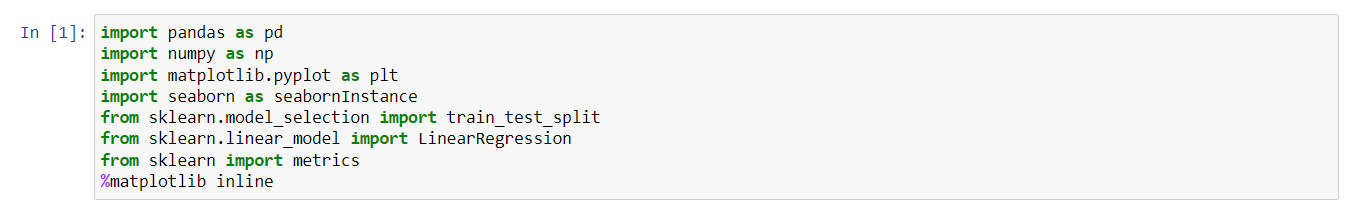 In [1]: import pandas as pd
import numpy as np
import matplotlib.pyplot as plt
import seaborn as seabornInstance
from sklearn.model_selection import train_test_split
from sklearn.linear_model import LinearRegression
from sklearn import metrics
%matplotlib inline